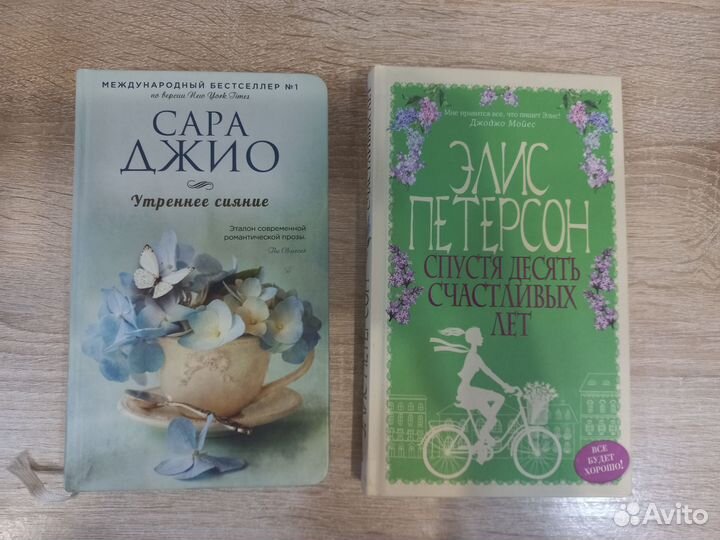 МЕЖДУНАРОДНЫЙ БЕСТСЕЛЛЕР №1
по версии New York Times
САРА
ДЖИО
Утреннее сияние
Эталон современной
романтической прозы.
The Observer
Мне нравится все, что пишет Элис!
Джоджо Мойес
ЭЛИС
ПЕТЕРСОН
СПУСТЯ ДЕСЯТЬ
СЧАСТЛИВЫХ
ЛЕТ
ВСЕ
БУДЕТ
ХОРОШО!
Avito